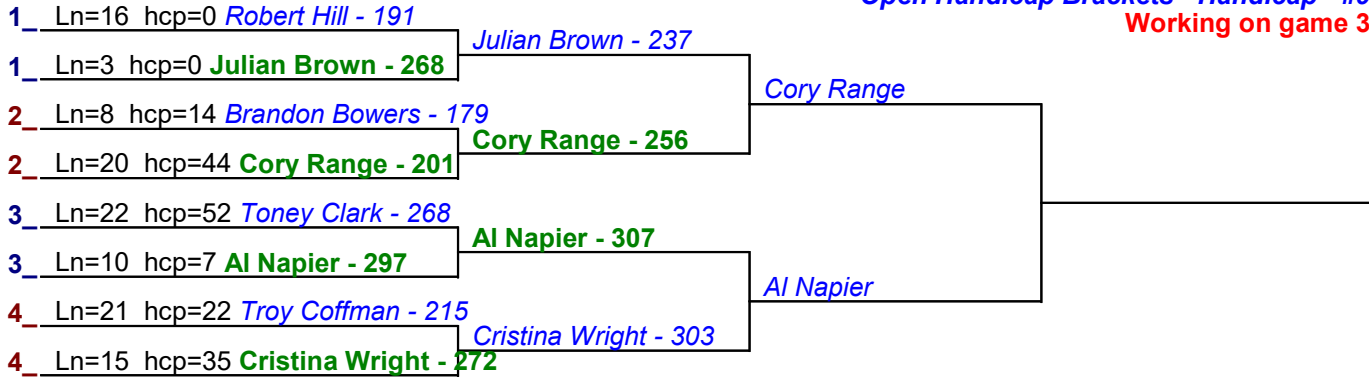 Open Handicap Brackets - Handicap
Working on game 3
1_ Ln=16 hcp=0 Robert Hill - 191
Julian Brown - 237
1_ Ln=3 hcp=0 Julian Brown - 268
Cory Range
2_ Ln=8 hcp=14 Brandon Bowers - 179
Cory Range - 256
2_ Ln=20 hcp=44 Cory Range - 201
3_ Ln=22 hcp=52 Toney Clark - 268
Al Napier - 307
3_ Ln=10 hcp=7 Al Napier - 297
Al Napier
4_ Ln=21 hcp=22 Troy Coffman - 215
Cristina Wright - 303
4_ Ln=15 hcp=35 Cristina Wright - 272